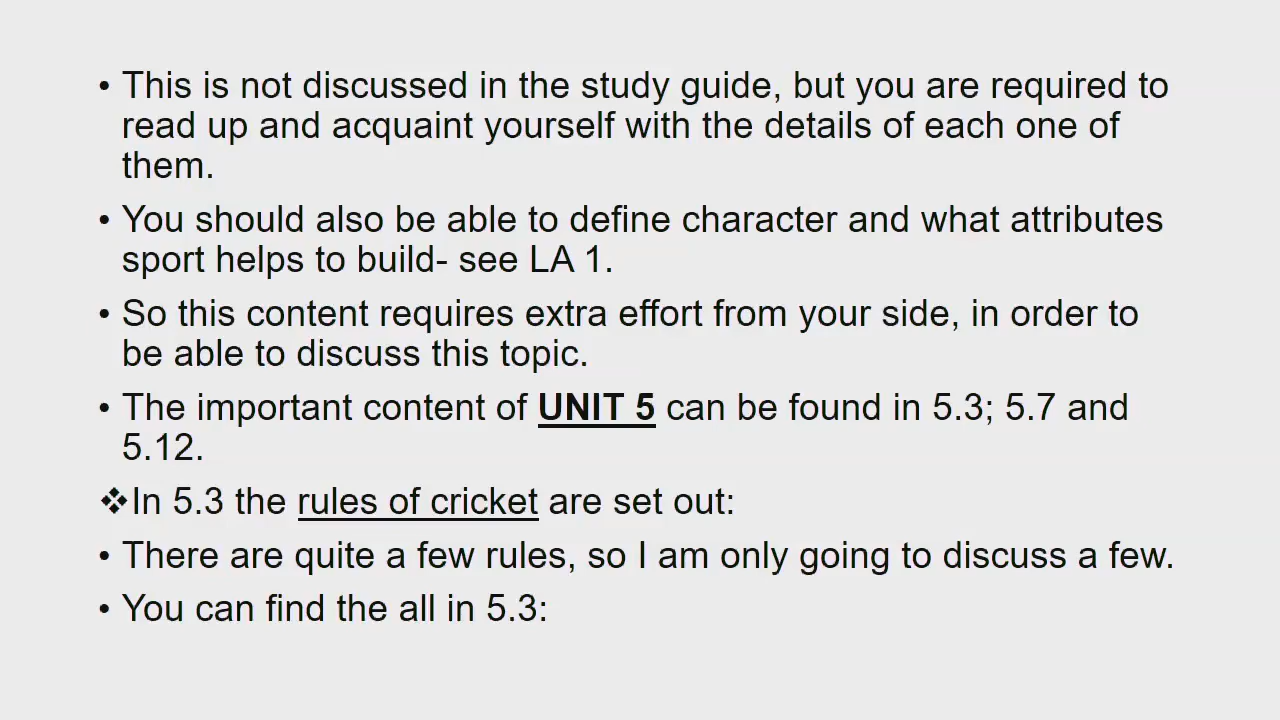 • This is not discussed in the study guide, but you are required to
read up and acquaint yourself with the details of each one of
them.
• You should also be able to define character and what attributes
sport helps to build- see LA 1.
• So this content requires extra effort from your side, in order to
be able to discuss this topic.
• The important content of UNIT 5 can be found in 5.3; 5.7 and
5.12.
❖In 5.3 the rules of cricket are set out:
• There are quite a few rules, so I am only going to discuss a few.
• You can find the all in 5.3: